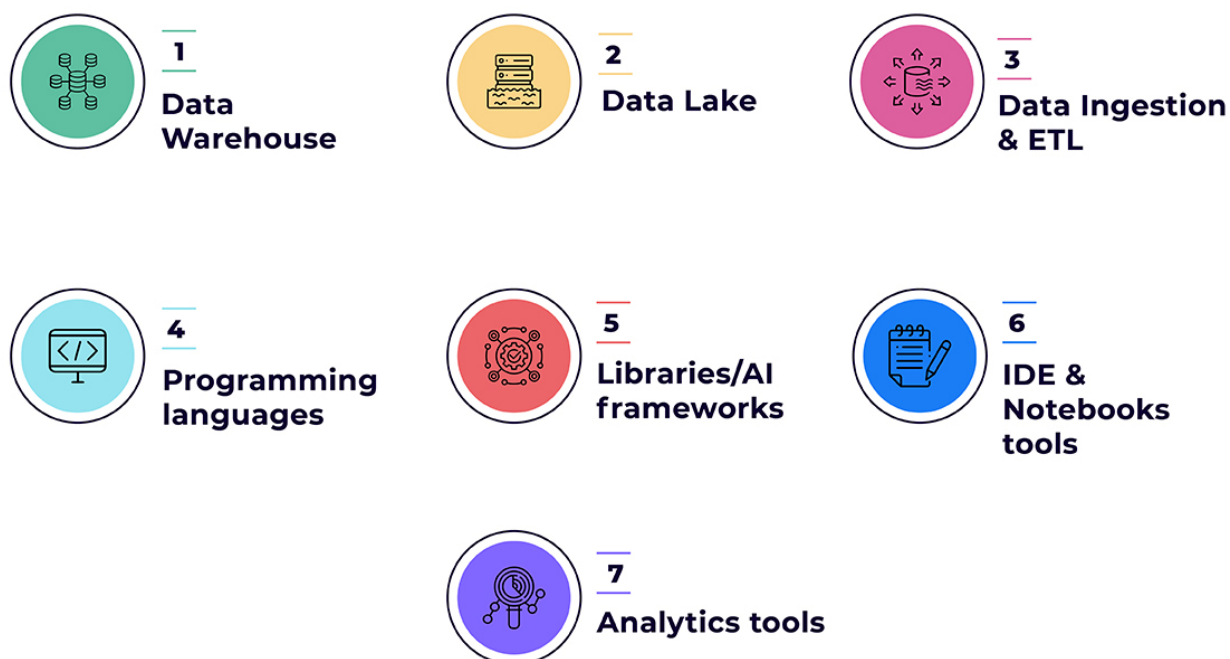 1
Data
Warehouse
2
Data Lake
3
Data Ingestion
& ETL
4
Programming
languages
5
Libraries/AI
frameworks
6
IDE &
Notebooks
tools
7
Analytics tools